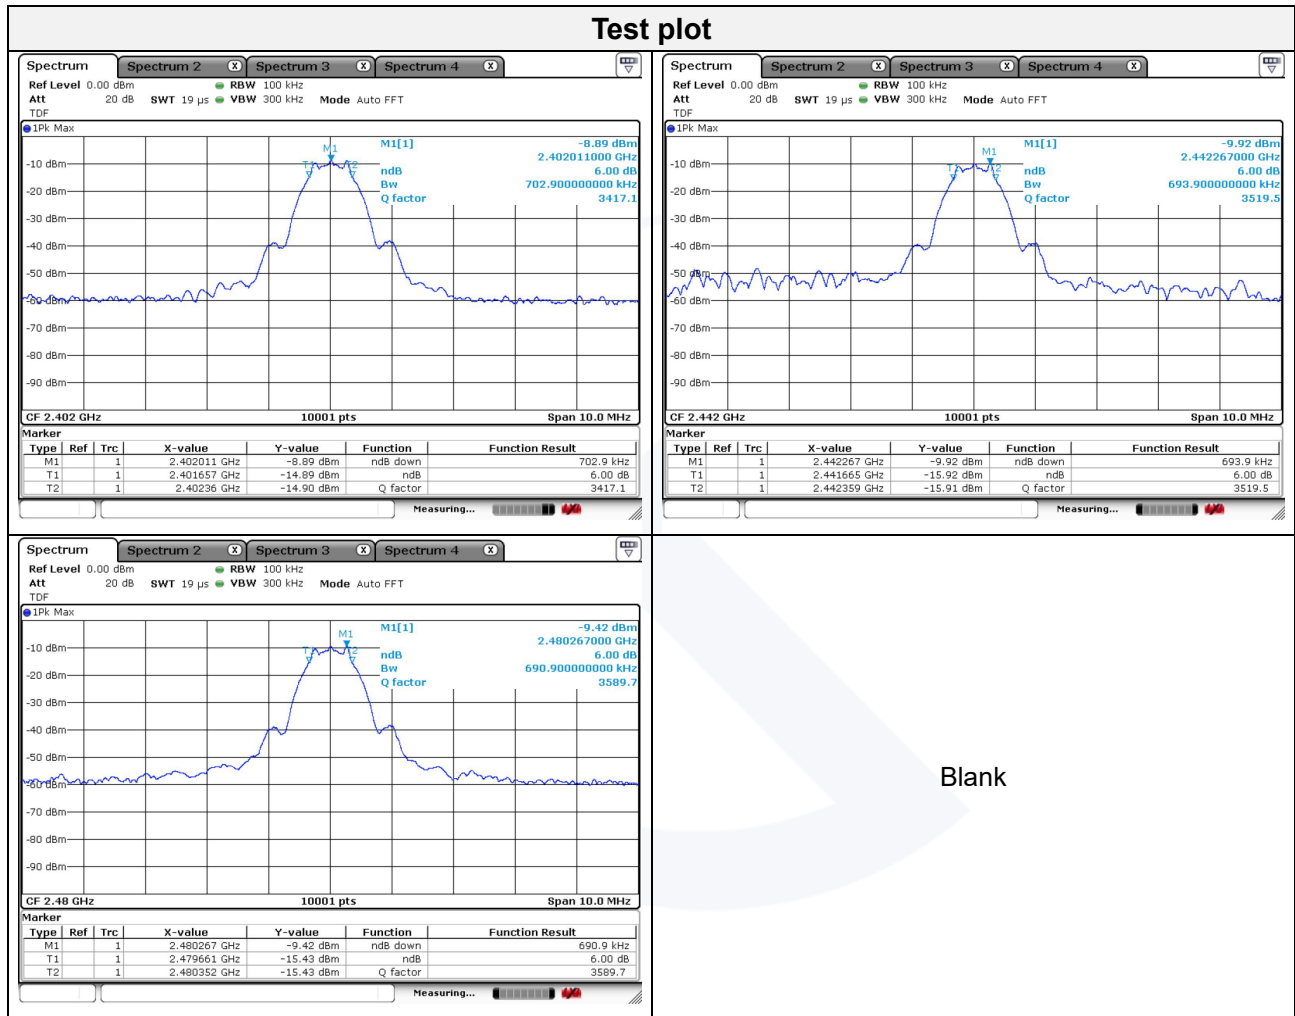 Test plot
Spectrum Spectrum 2 X Spectrum 3 X Spectrum 4 X
Ref Level 0.00 dBm RBW 100 kHz
Att 20 dB SWT 19 µs VBW 300 kHz Mode Auto FFT
TDF
1Pk Max
M1[1] -8.89 dBm
2.402011000 GHz
ndB 6.00 dB
Bw 702.900000000 kHz
Q factor 3417.1
M1
T1 T2
-10 dBm
-20 dBm
-30 dBm
-40 dBm
-50 dBm
-60 dBm
-70 dBm
-80 dBm
-90 dBm
CF 2.402 GHz 10001 pts Span 10.0 MHz
Marker
Type Ref Trc X-value Y-value Function Function Result
M1 1 2.402011 GHz -8.89 dBm ndB down 702.9 kHz
T1 1 2.401657 GHz -14.89 dBm ndB 6.00 dB
T2 1 2.40236 GHz -14.90 dBm Q factor 3417.1
Measuring...
Spectrum Spectrum 2 X Spectrum 3 X Spectrum 4 X
Ref Level 0.00 dBm RBW 100 kHz
Att 20 dB SWT 19 µs VBW 300 kHz Mode Auto FFT
TDF
1Pk Max
M1[1] -9.92 dBm
2.442267000 GHz
ndB 6.00 dB
Bw 693.900000000 kHz
Q factor 3519.5
M1
T1 T2
-10 dBm
-20 dBm
-30 dBm
-40 dBm
-50 dBm
-60 dBm
-70 dBm
-80 dBm
-90 dBm
CF 2.442 GHz 10001 pts Span 10.0 MHz
Marker
Type Ref Trc X-value Y-value Function Function Result
M1 1 2.442267 GHz -9.92 dBm ndB down 693.9 kHz
T1 1 2.441665 GHz -15.92 dBm ndB 6.00 dB
T2 1 2.442359 GHz -15.91 dBm Q factor 3519.5
Measuring...
Spectrum Spectrum 2 X Spectrum 3 X Spectrum 4 X
Ref Level 0.00 dBm RBW 100 kHz
Att 20 dB SWT 19 µs VBW 300 kHz Mode Auto FFT
TDF
1Pk Max
M1[1] -9.42 dBm
2.480267000 GHz
ndB 6.00 dB
Bw 690.900000000 kHz
Q factor 3589.7
M1
T1 T2
-10 dBm
-20 dBm
-30 dBm
-40 dBm
-50 dBm
-60 dBm
-70 dBm
-80 dBm
-90 dBm
CF 2.48 GHz 10001 pts Span 10.0 MHz
Marker
Type Ref Trc X-value Y-value Function Function Result
M1 1 2.480267 GHz -9.42 dBm ndB down 690.9 kHz
T1 1 2.479661 GHz -15.43 dBm ndB 6.00 dB
T2 1 2.480352 GHz -15.43 dBm Q factor 3589.7
Measuring...
Blank